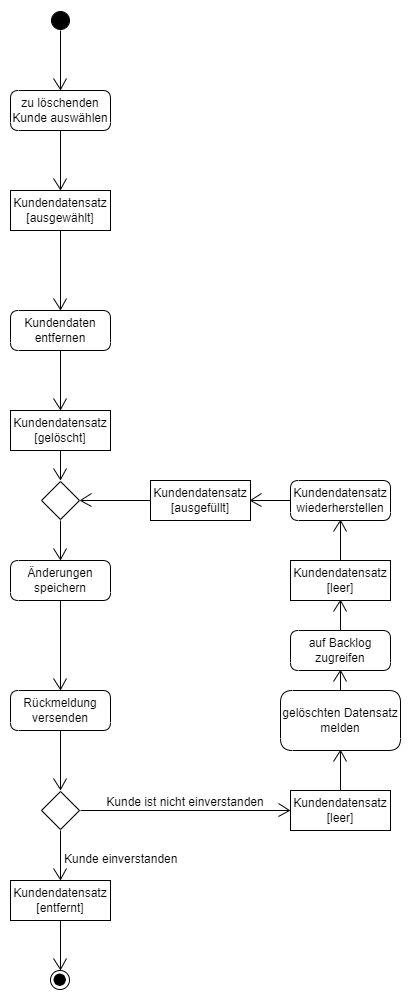 zu löschenden
Kunde auswählen
Kundendatensatz
[ausgewählt]
Kundendaten
entfernen
Kundendatensatz
[gelöscht]
Kundendatensatz
[ausgefüllt]
Kundendatensatz
wiederherstellen
Änderungen
speichern
Kundendatensatz
[leer]
auf Backlog
zugreifen
Rückmeldung
versenden
gelöschten Datensatz
melden
Kunde ist nicht einverstanden
Kundendatensatz
[leer]
Kunde einverstanden
Kundendatensatz
[entfernt]